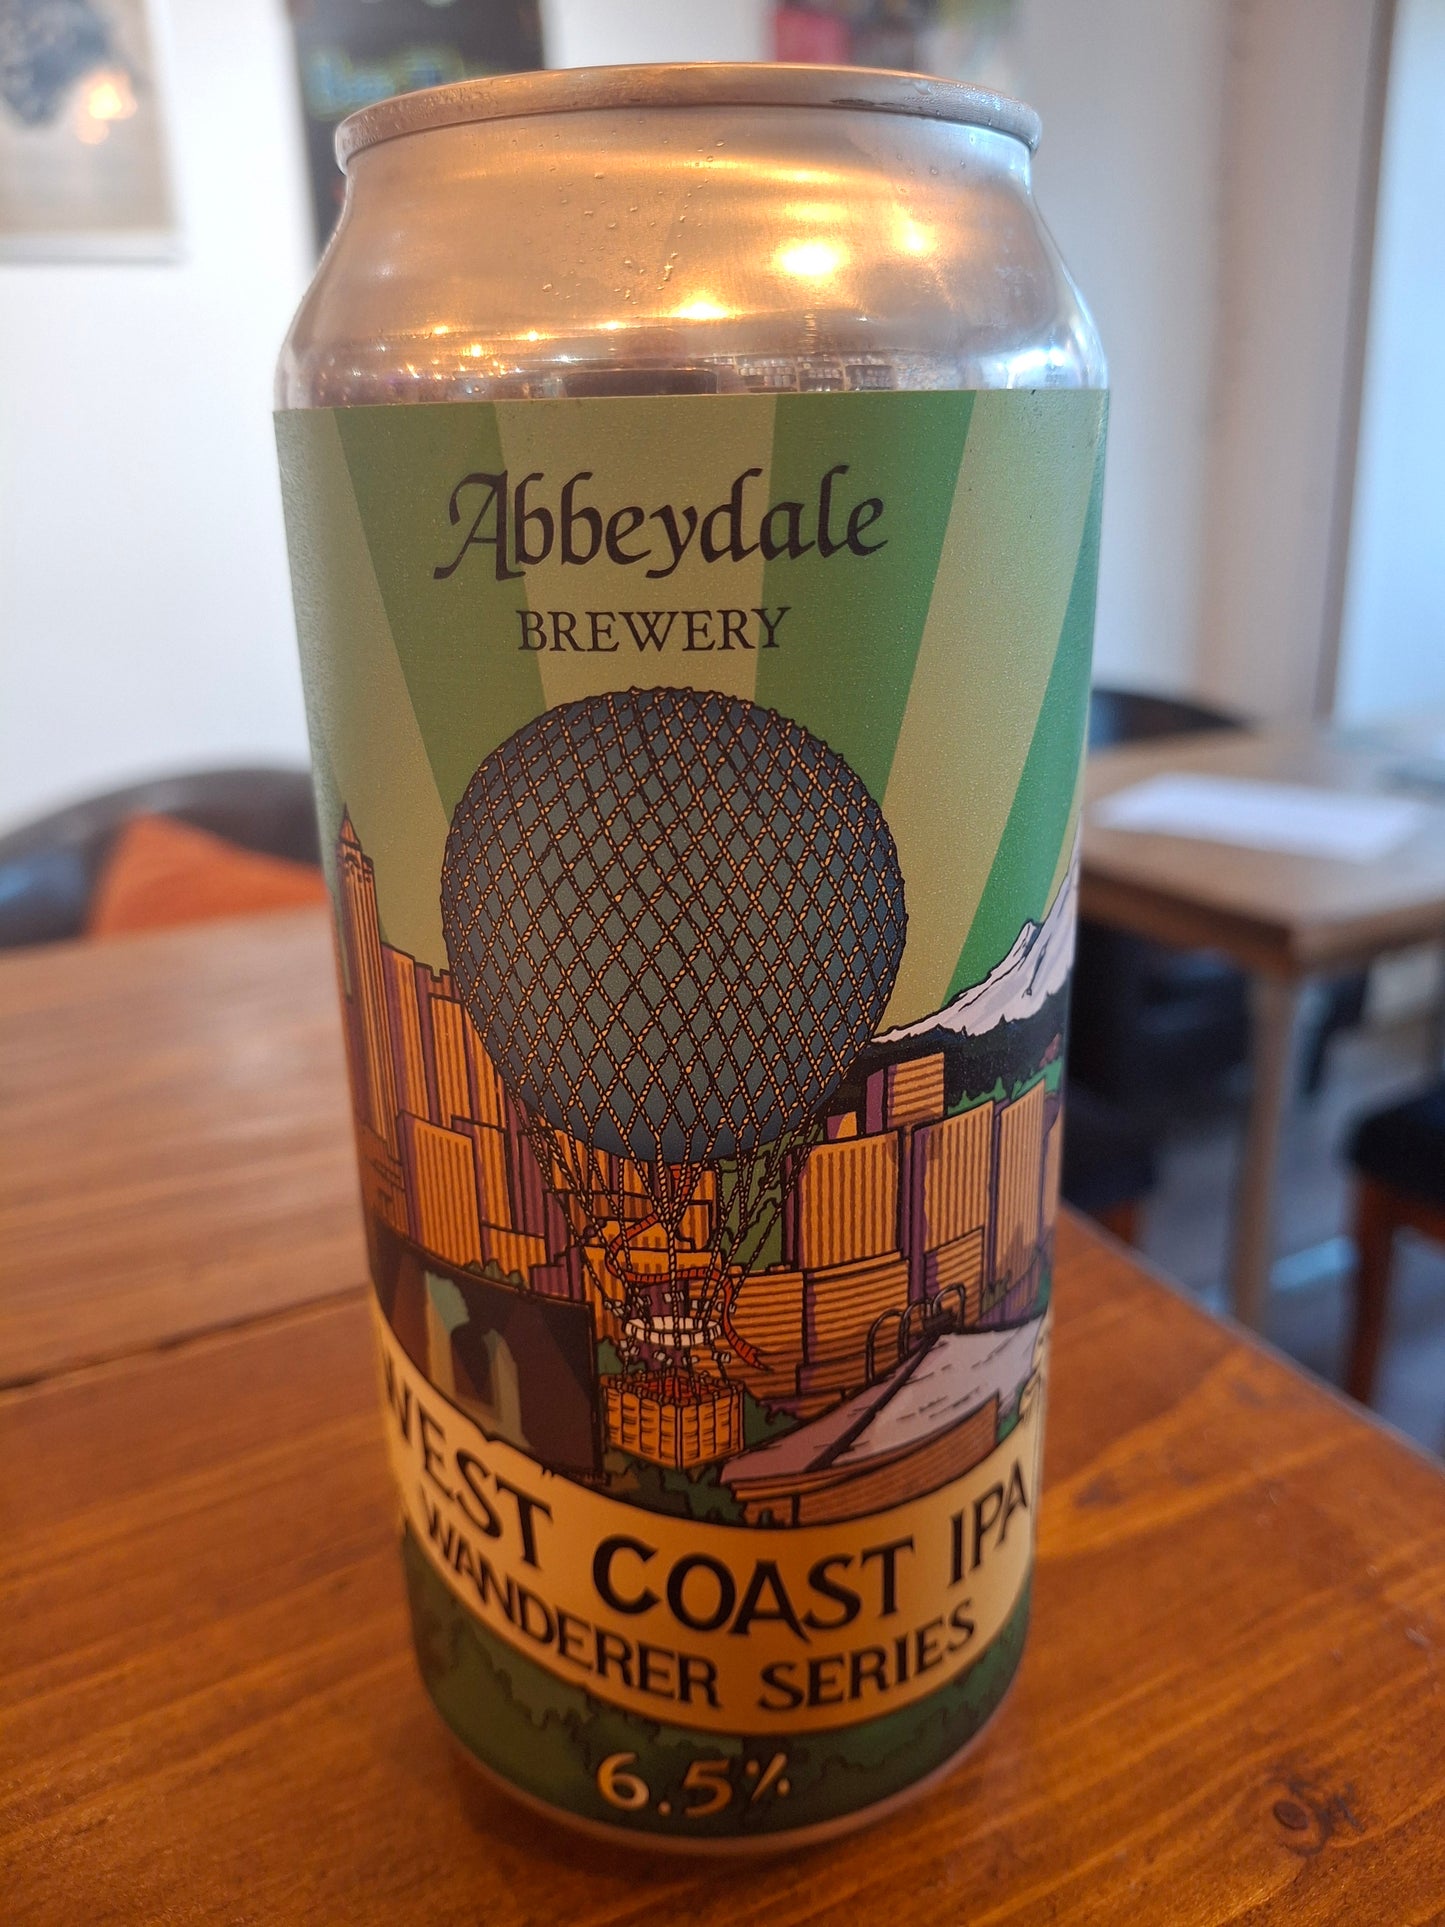 Abbeydale
BREWERY
WEST COAST IPA
WANDERER SERIES
6.5%